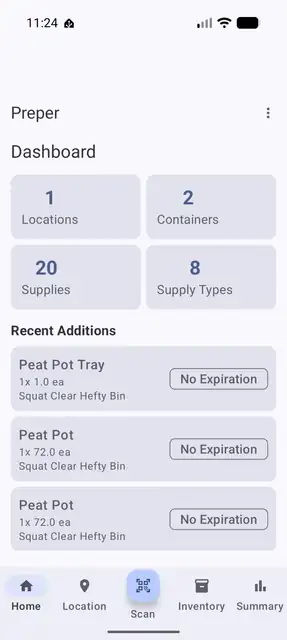 11:24
Preper
Dashboard
1
Locations
2
Containers
20
Supplies
8
Supply Types
Recent Additions
Peat Pot Tray
1x 1.0 ea
Squat Clear Hefty Bin
No Expiration
Peat Pot
1x 72.0 ea
Squat Clear Hefty Bin
No Expiration
Peat Pot
1x 72.0 ea
Squat Clear Hefty Bin
No Expiration
Home
Location
Scan
Inventory
Summary